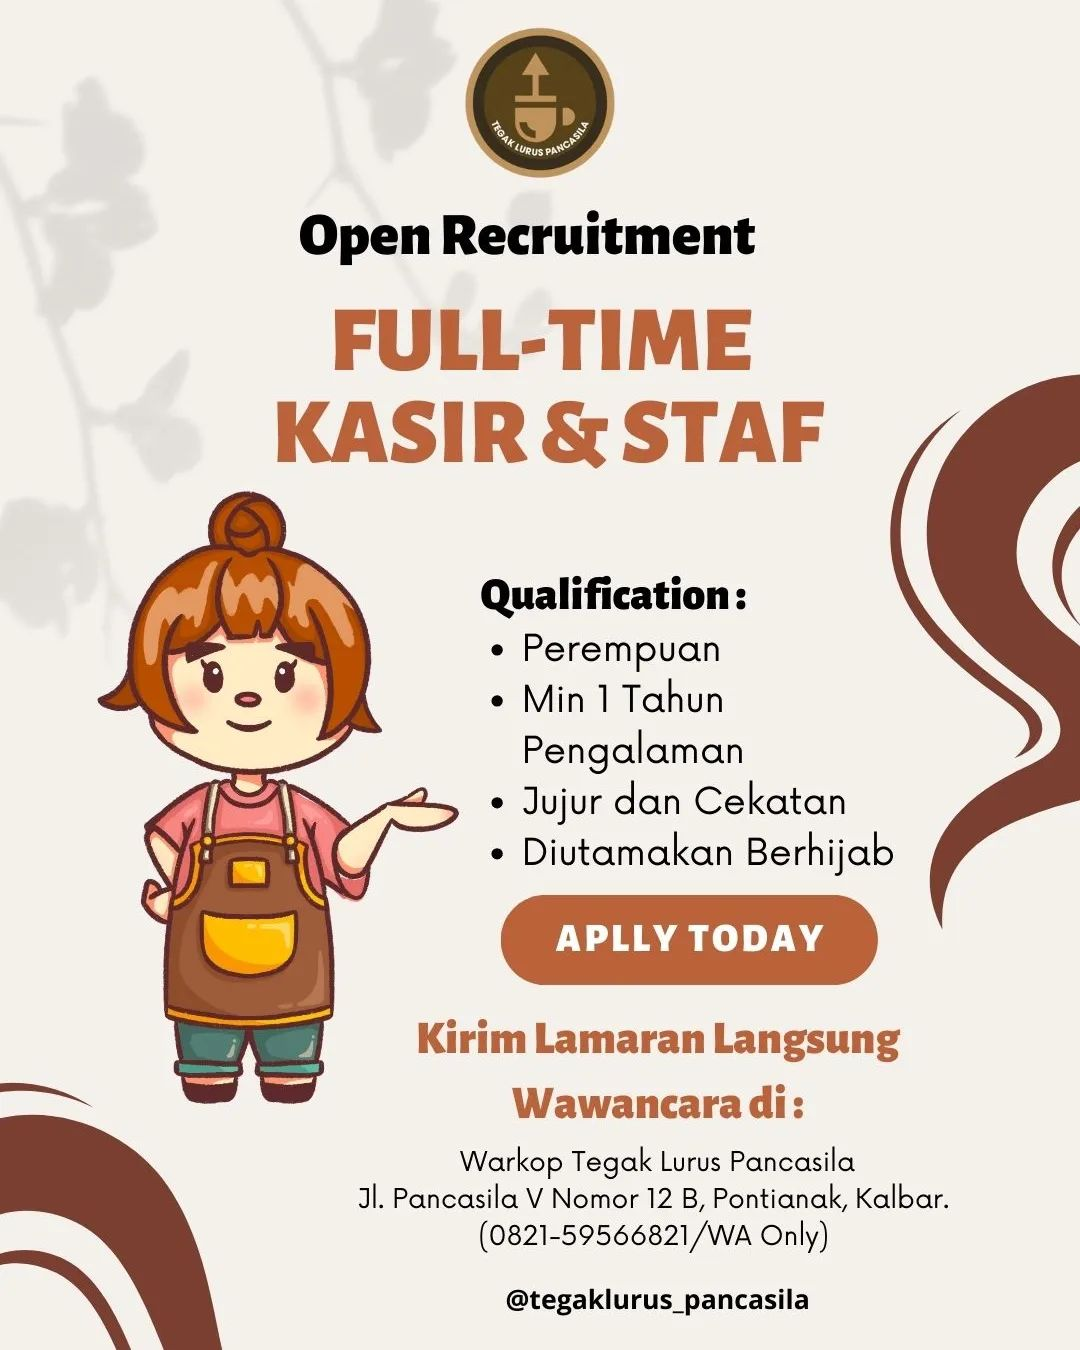 TEGAK LURUS PANCASILA
Open Recruitment
FULL-TIME
KASIR & STAF
Qualification :
• Perempuan
• Min 1 Tahun
Pengalaman
• Jujur dan Cekatan
• Diutamakan Berhijab
APLLY TODAY
Kirim Lamaran Langsung
Wawancara di :
Warkop Tegak Lurus Pancasila
Jl. Pancasila V Nomor 12 B, Pontianak, Kalbar.
(0821-59566821/WA Only)
@tegaklurus_pancasila